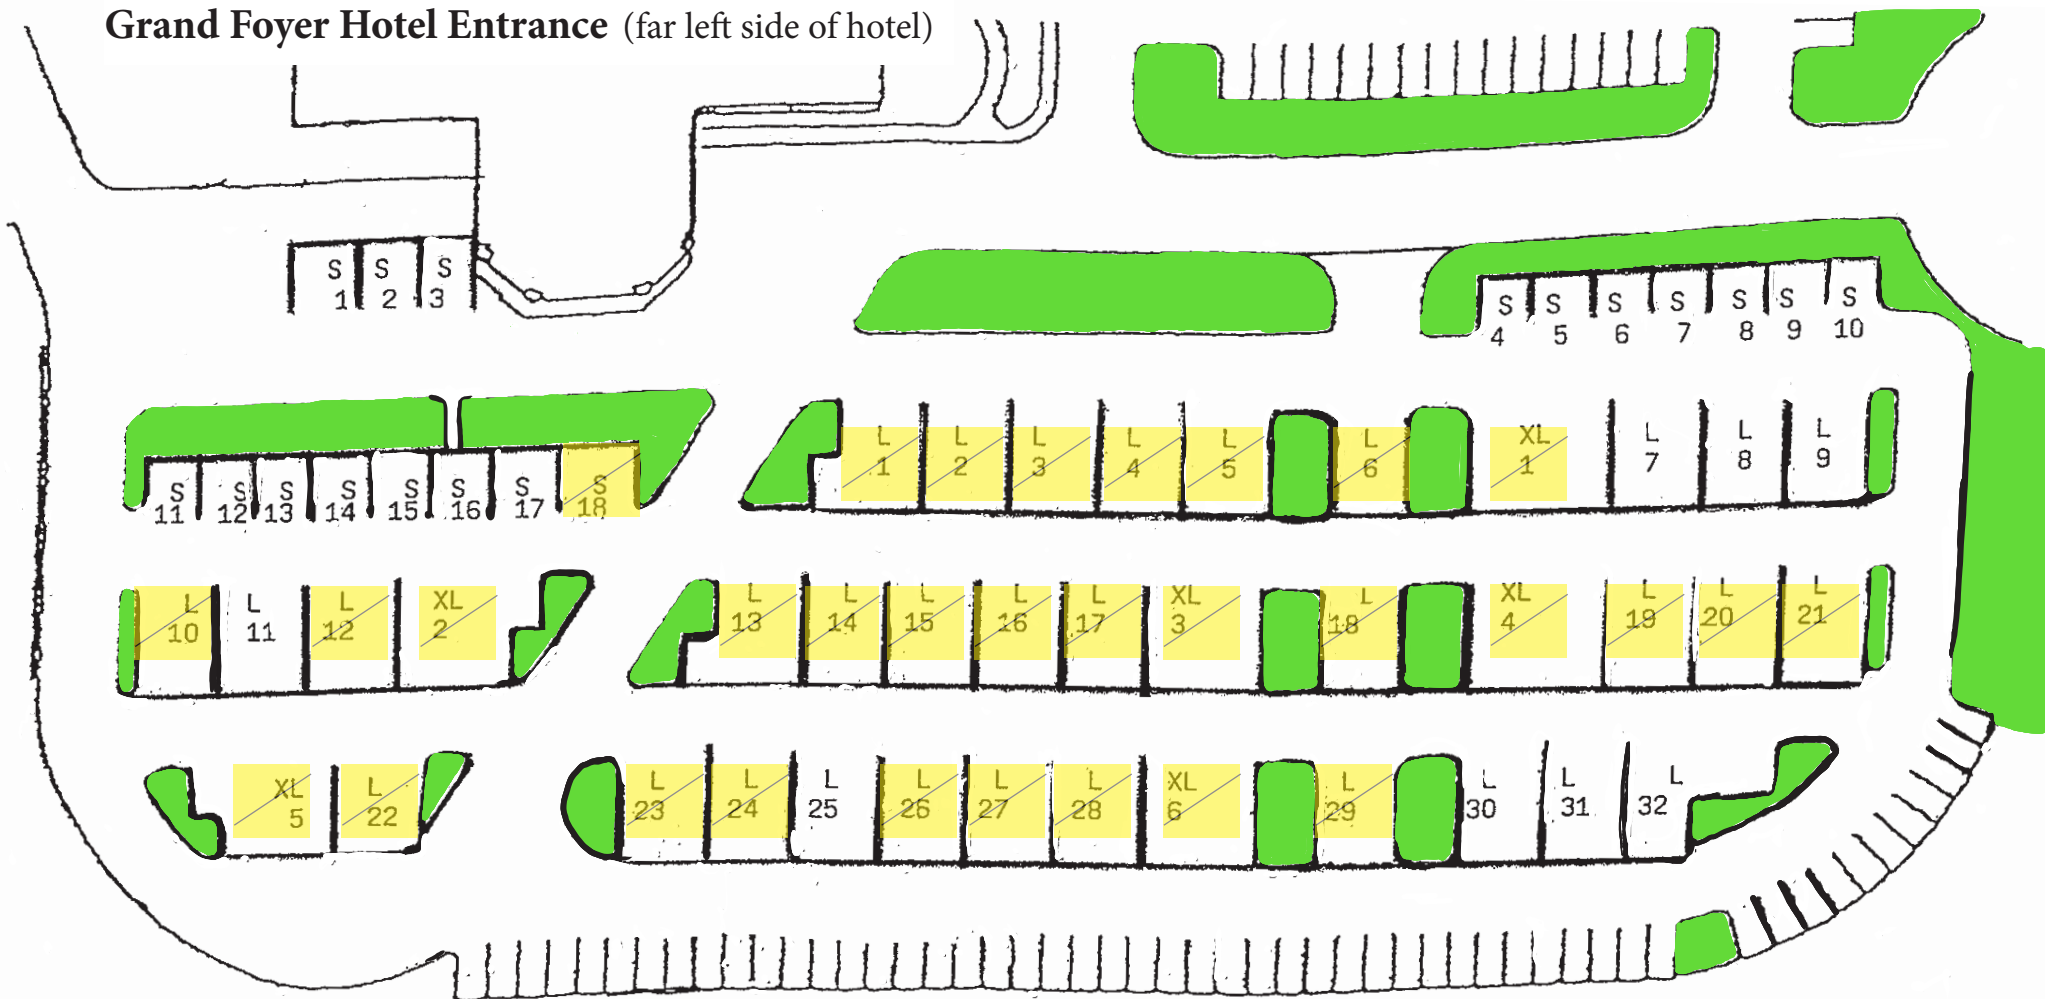 Grand Foyer Hotel Entrance (far left side of hotel)
S 1
S 2
S 3
S 4
S 5
S 6
S 7
S 8
S 9
S 10
S 11
S 12
S 13
S 14
S 15
S 16
S 17
S 18
L 1
L 2
L 3
L 4
L 5
L 6
XL 1
L 7
L 8
L 9
L 10
L 11
L 12
XL 2
L 13
L 14
L 15
L 16
L 17
XL 3
L 18
XL 4
L 19
L 20
L 21
XL 5
L 22
L 23
L 24
L 25
L 26
L 27
L 28
XL 6
L 29
L 30
L 31
L 32